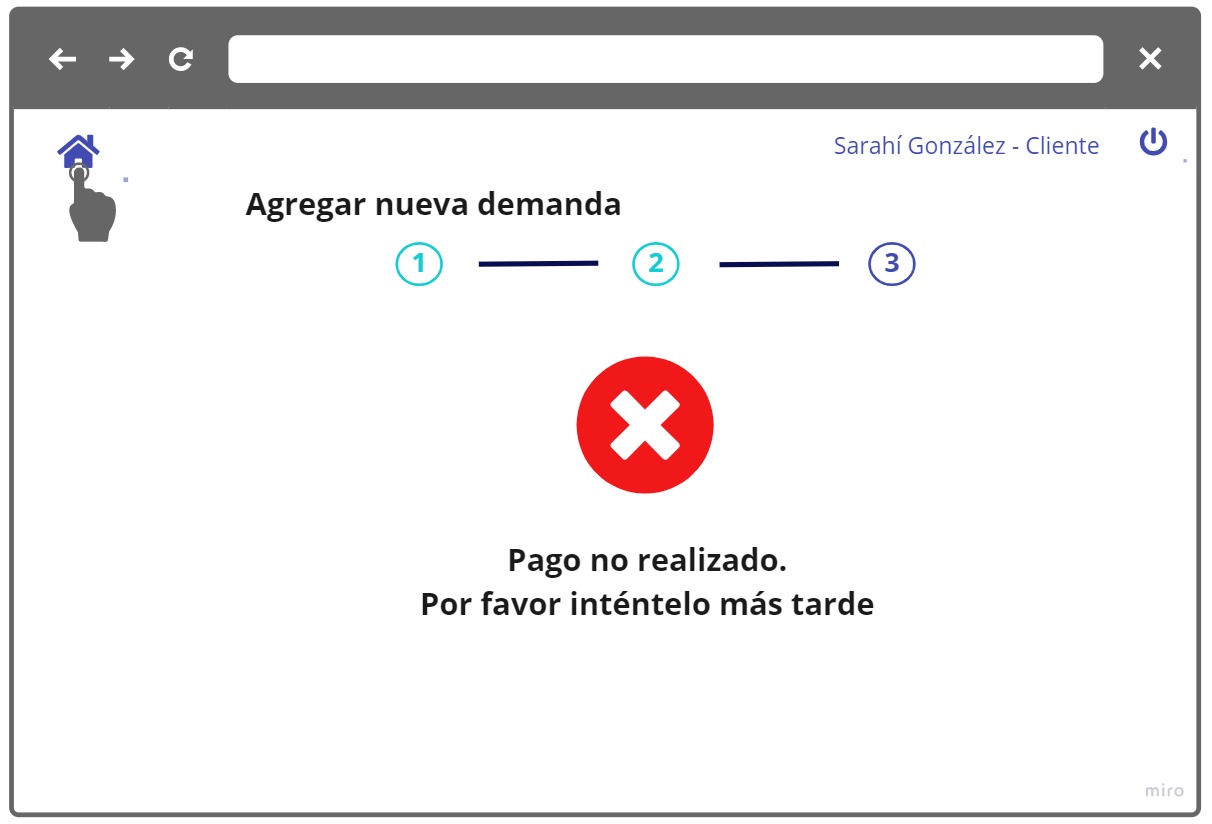 Sarahí González - Cliente
Agregar nueva demanda
1
2
3
Pago no realizado.
Por favor inténtelo más tarde
miro